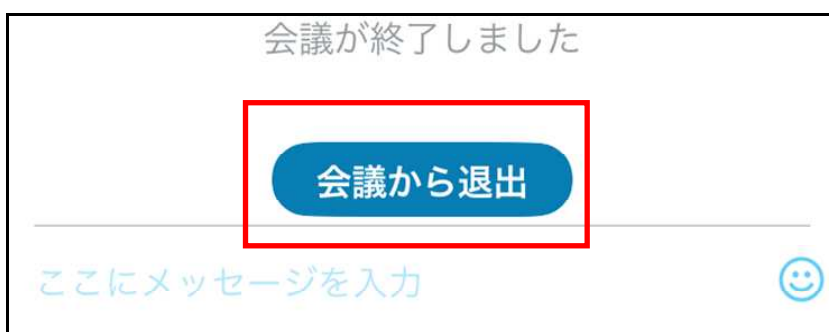 会議が終了しました
会議から退出
ここにメッセージを入力